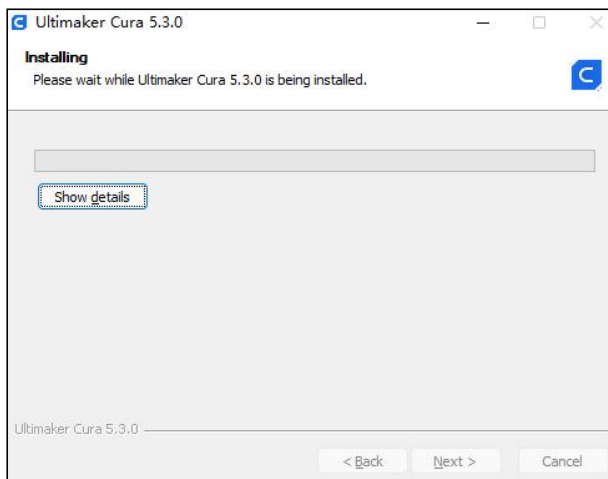 Ultimaker Cura 5.3.0
Installing
Please wait while Ultimaker Cura 5.3.0 is being installed.
Show details
Ultimaker Cura 5.3.0
< Back Next > Cancel